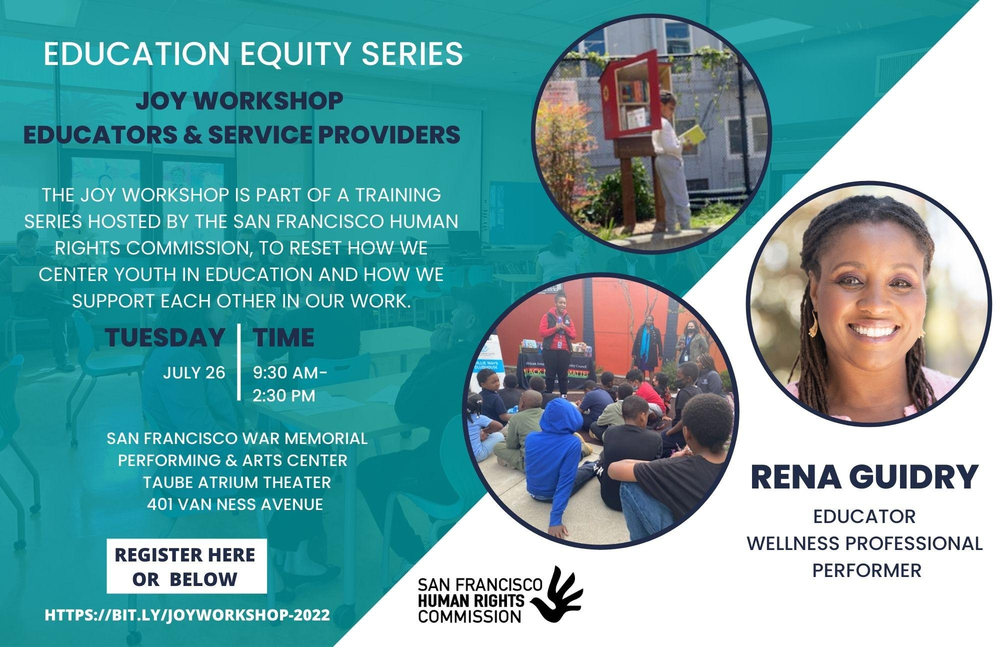 EDUCATION EQUITY SERIES
JOY WORKSHOP
EDUCATORS & SERVICE PROVIDERS
THE JOY WORKSHOP IS PART OF A TRAINING
SERIES HOSTED BY THE SAN FRANCISCO HUMAN
RIGHTS COMMISSION, TO RESET HOW WE
CENTER YOUTH IN EDUCATION AND HOW WE
SUPPORT EACH OTHER IN OUR WORK.
TUESDAY
JULY 26
TIME
9:30 AM-
2:30 PM
SAN FRANCISCO WAR MEMORIAL
PERFORMING & ARTS CENTER
TAUBE ATRIUM THEATER
401 VAN NESS AVENUE
REGISTER HERE
OR BELOW
HTTPS://BIT.LY/JOYWORKSHOP-2022
CLUBHOUSE
SAN FRANCISCO
HUMAN RIGHTS
COMMISSION
RENA GUIDRY
EDUCATOR
WELLNESS PROFESSIONAL
PERFORMER